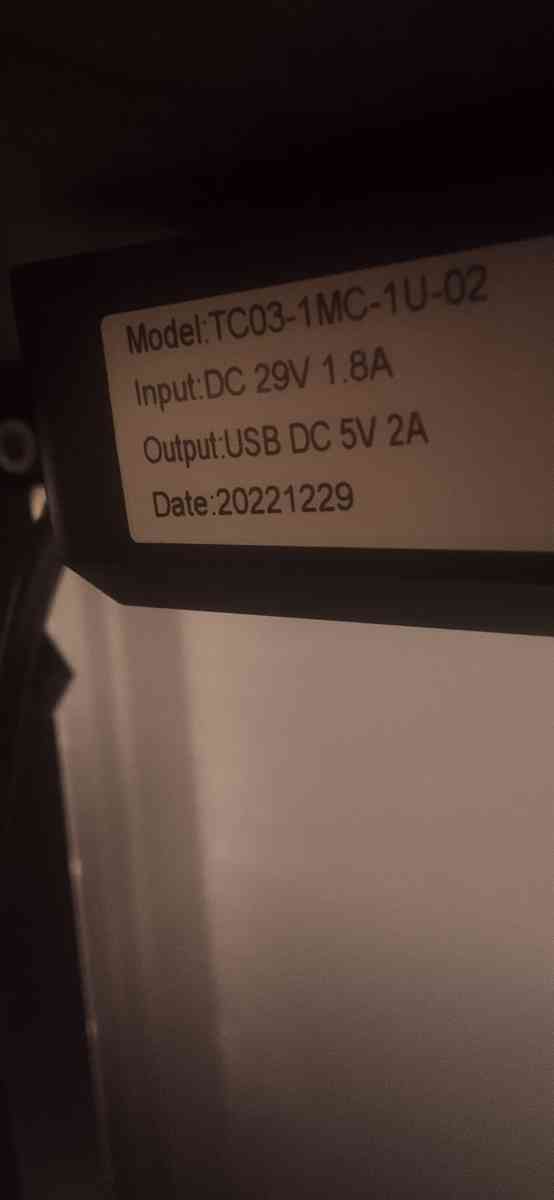 Model:TC03-1MC-1U-02
Input:DC 29V 1.8A
Output:USB DC 5V 2A
Date:20221229